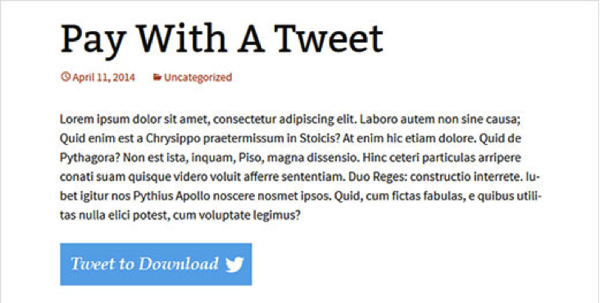 Pay With A Tweet
April 11, 2014 Uncategorized
Lorem ipsum dolor sit amet, consectetur adipiscing elit. Laboro autem non sine causa;
Quid enim est a Chrysippo praetermissum in Stoicis? At enim hic etiam dolore. Quid de
Pythagora? Non est ista, inquam, Piso, magna dissensio. Hinc ceteri particulas arripere
conati suam quisque videro voluit afferre sententiam. Duo Reges: constructio interrete. Iu-
bet igitur nos Pythius Apollo noscere nosmet ipsos. Quid, cum fictas fabulas, e quibus utili-
tas nulla elici potest, cum voluptate legimus?
Tweet to Download